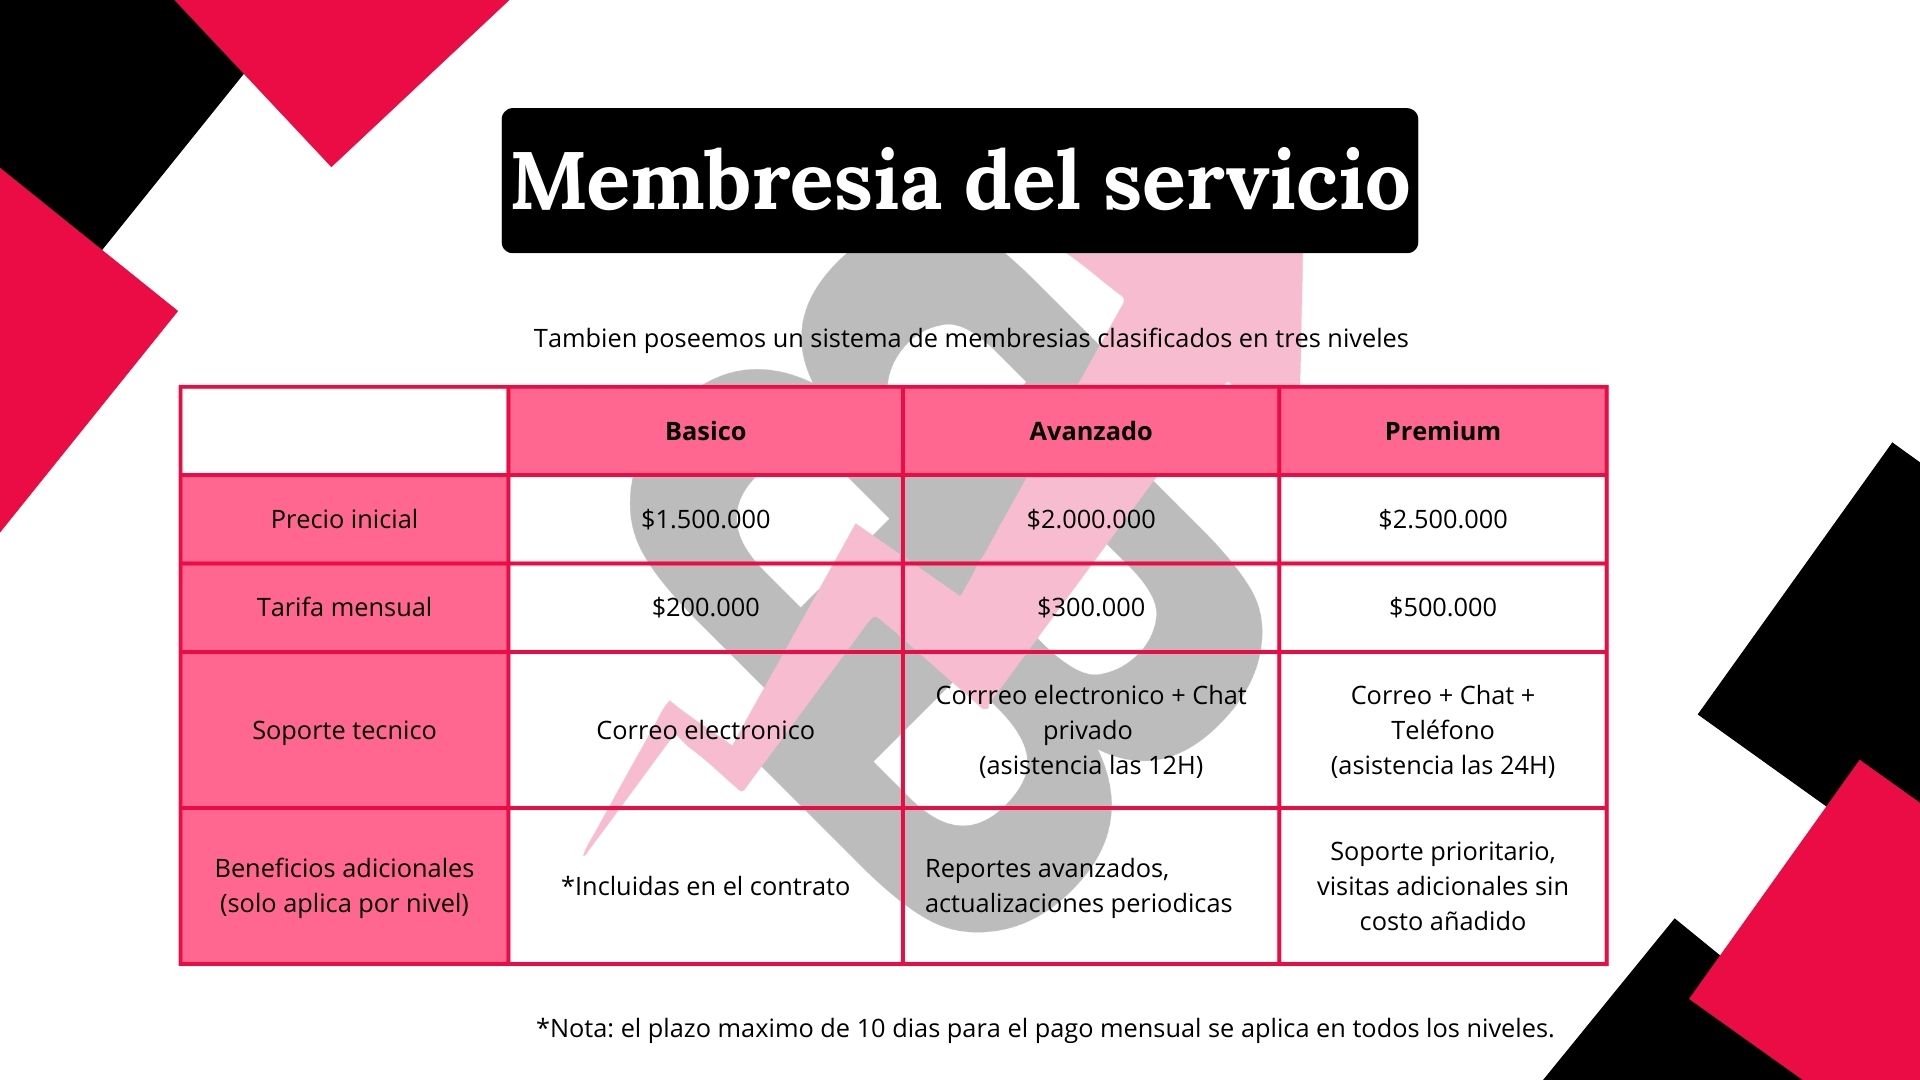 Membresia del servicio
Tambien poseemos un sistema de membresias clasificados en tres niveles
Basico
Avanzado
Premium
Precio inicial
$1.500.000
$2.000.000
$2.500.000
Tarifa mensual
$200.000
$300.000
$500.000
Soporte tecnico
Correo electronico
Corrreo electronico + Chat
privado
(asistencia las 12H)
Correo + Chat +
Teléfono
(asistencia las 24H)
Beneficios adicionales
(solo aplica por nivel)
*Incluidas en el contrato
Reportes avanzados,
actualizaciones periodicas
Soporte prioritario,
visitas adicionales sin
costo añadido
*Nota: el plazo maximo de 10 dias para el pago mensual se aplica en todos los niveles.